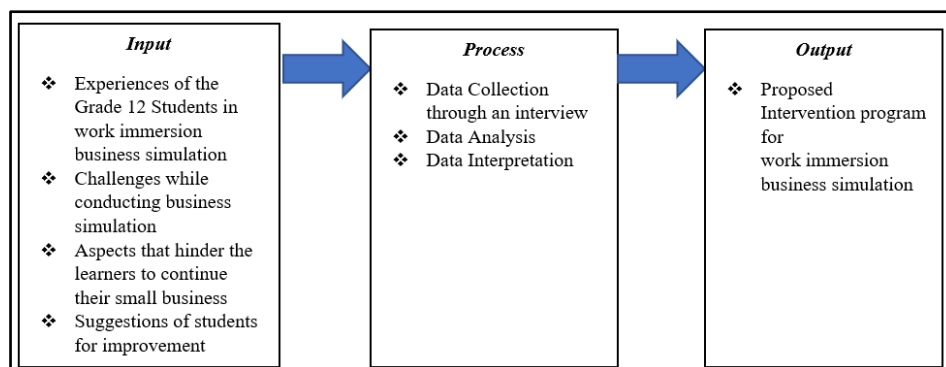 Input
❖ Experiences of the
Grade 12 Students in
work immersion
business simulation
❖ Challenges while
conducting business
simulation
❖ Aspects that hinder the
learners to continue
their small business
❖ Suggestions of students
for improvement
Process
❖ Data Collection
through an interview
❖ Data Analysis
❖ Data Interpretation
Output
❖ Proposed
Intervention program
for
work immersion
business simulation